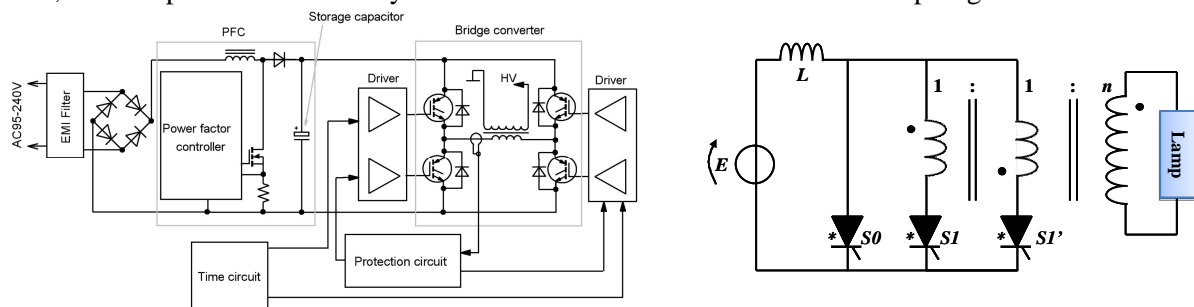 Storage capacitor
PFC
Bridge converter
Driver
HV
Driver
AC95-240V
EMI Filter
Power factor
controller
+
Time circuit
Protection circuit
L
1 : 1 : n
E
Lamp
* S0
* S1
* S1'